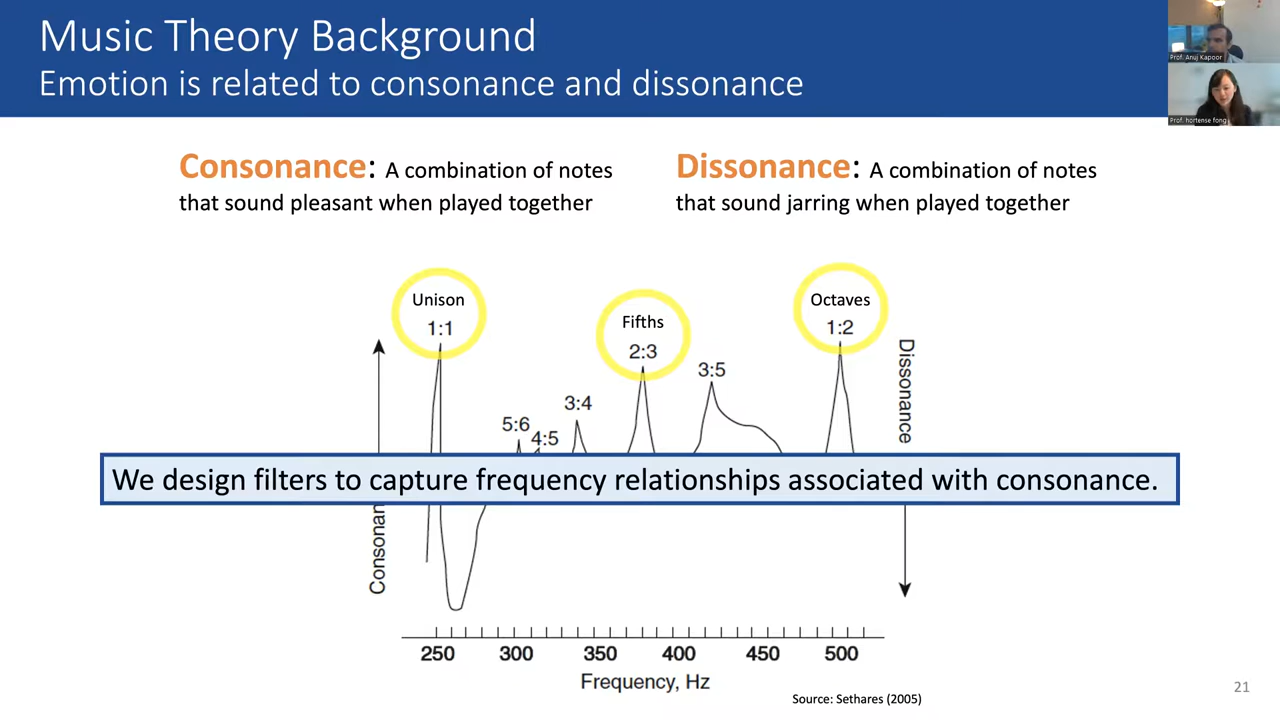 Music Theory Background
Emotion is related to consonance and dissonance
Prof. Anuj Kapoor
Prof. hortense fong
Consonance: A combination of notes
that sound pleasant when played together
Dissonance: A combination of notes
that sound jarring when played together
Unison
1:1
Fifths
2:3
Octaves
1:2
3:5
3:4
5:6
4:5
Dissonance
We design filters to capture frequency relationships associated with consonance.
Consonan
250 300 350 400 450 500
Frequency, Hz
Source: Sethares (2005)
21